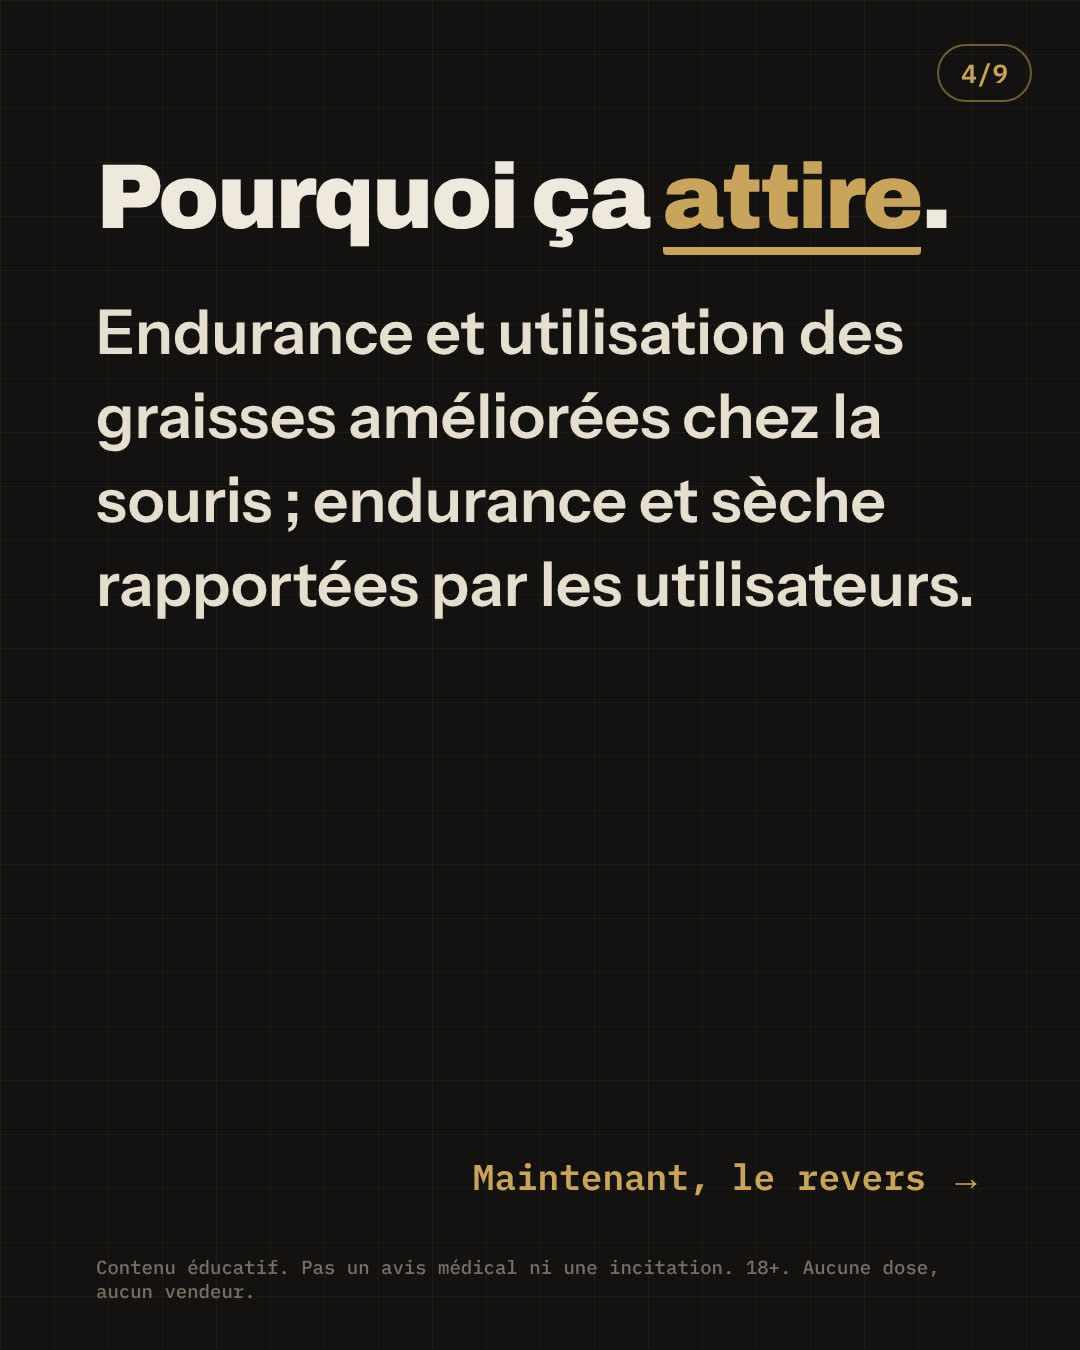 4/9
Pourquoi ça attire.
Endurance et utilisation des
graisses améliorées chez la
souris ; endurance et sèche
rapportées par les utilisateurs.
Maintenant, le revers →
Contenu éducatif. Pas un avis médical ni une incitation. 18+. Aucune dose,
aucun vendeur.